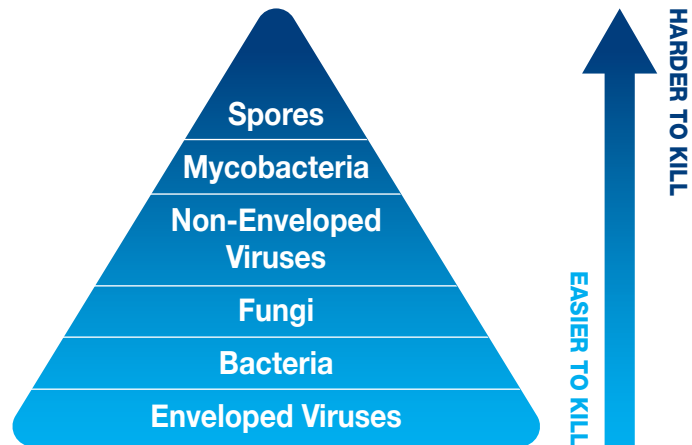 Spores
Mycobacteria
Non-Enveloped
Viruses
Fungi
Bacteria
Enveloped Viruses
HARDER TO KILL
EASIER TO KILL